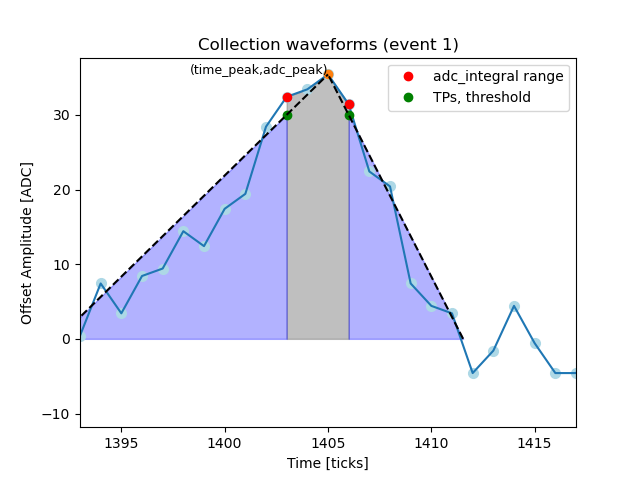 Collection waveforms (event 1)
(time_peak,adc_peak)
adc_integral range
TPs, threshold
Offset Amplitude [ADC]
30
20
10
0
−10
1395 1400 1405 1410 1415
Time [ticks]